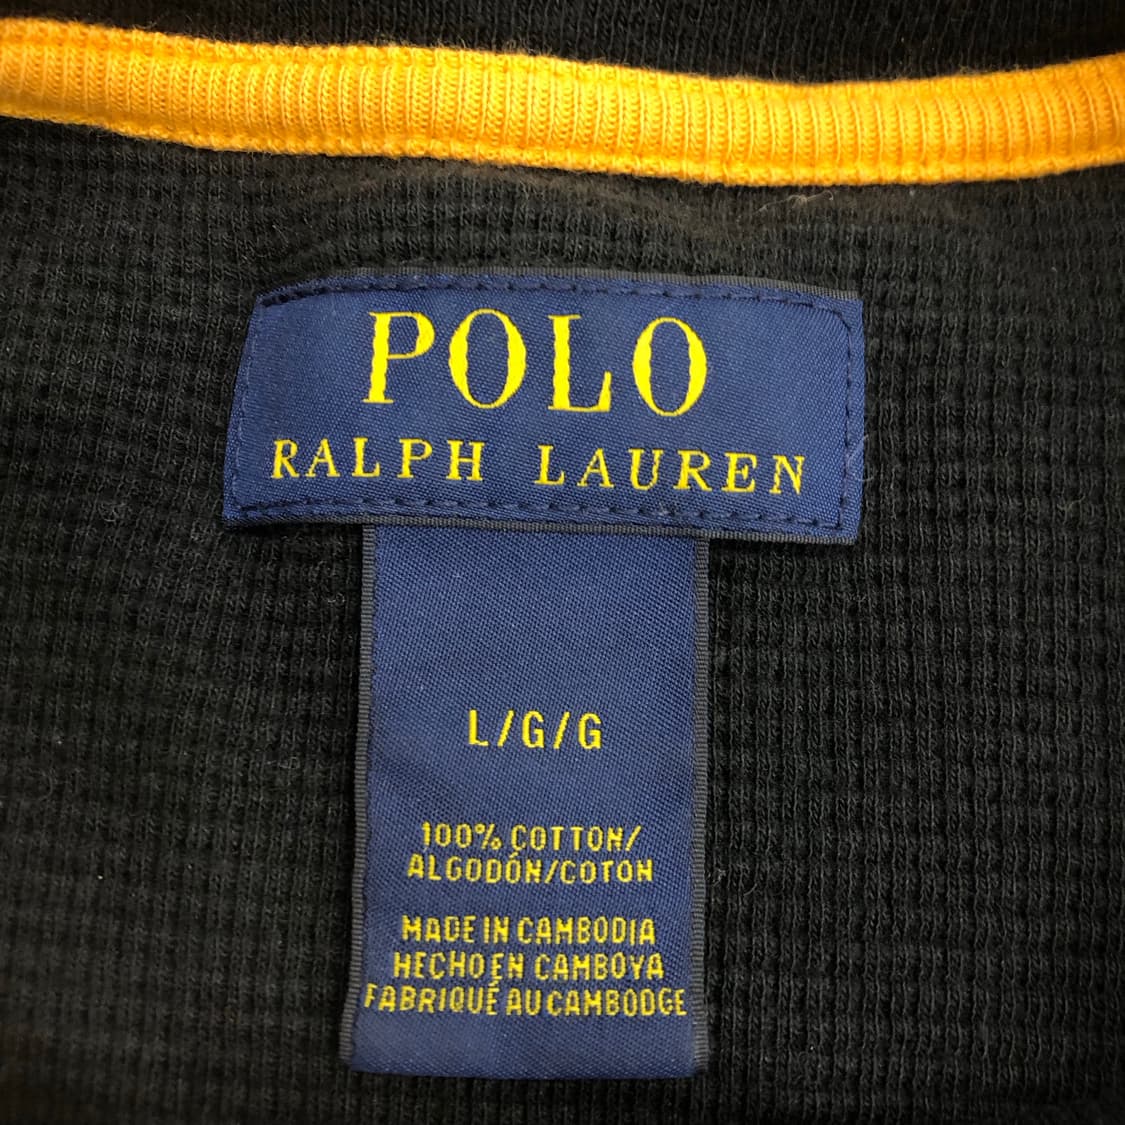 POLO
RALPH LAUREN
L/G/G
100% COTTON/
ALGODÓN/COTON
MADE IN CAMBODIA
HECHO EN CAMBOYA
FABRIQUÉ AU CAMBODGE